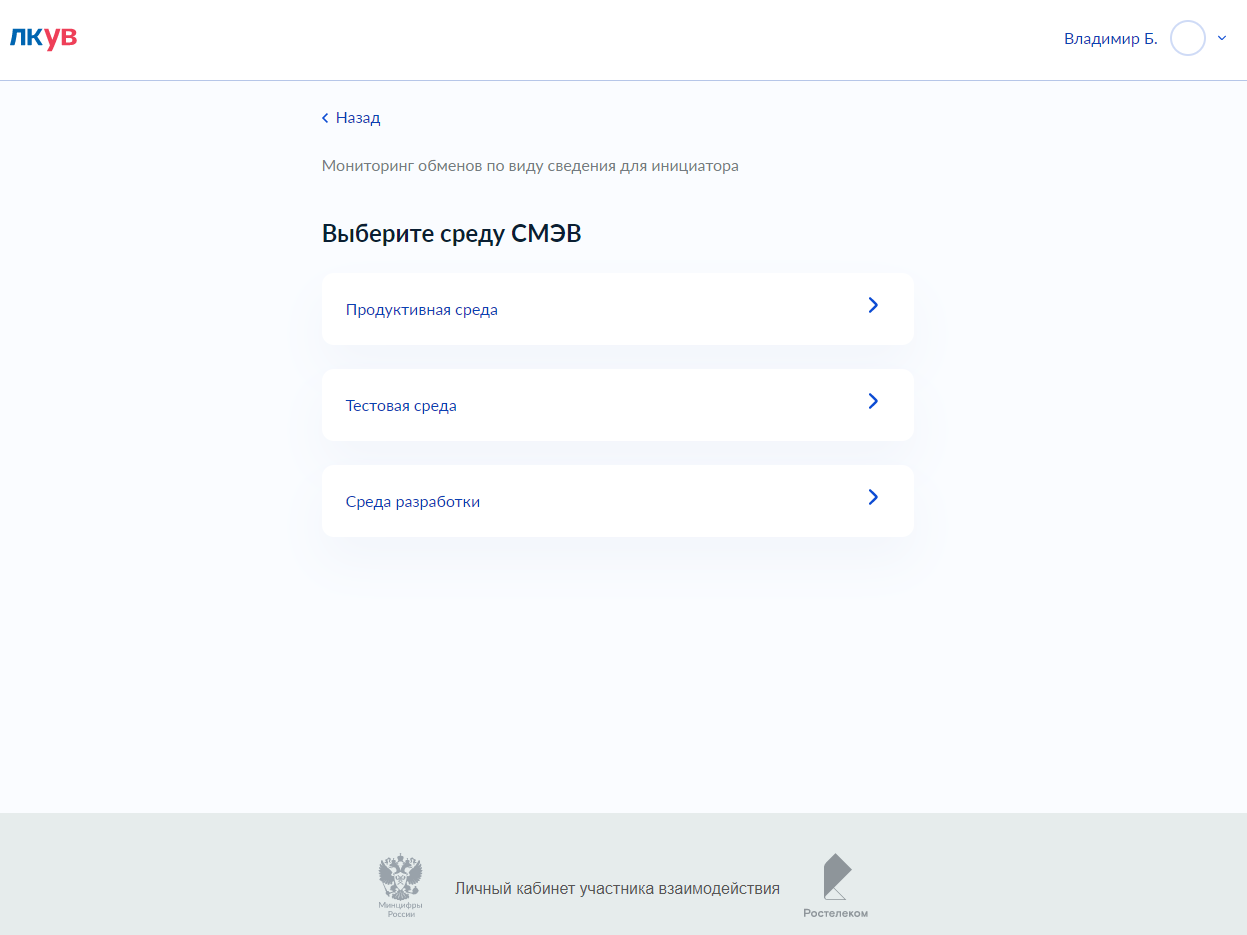 лкув
Владимир Б.
Назад
Мониторинг обменов по виду сведения для инициатора
Выберите среду СМЭВ
Продуктивная среда
Тестовая среда
Среда разработки
Минцифры
России
Личный кабинет участника взаимодействия
Ростелеком